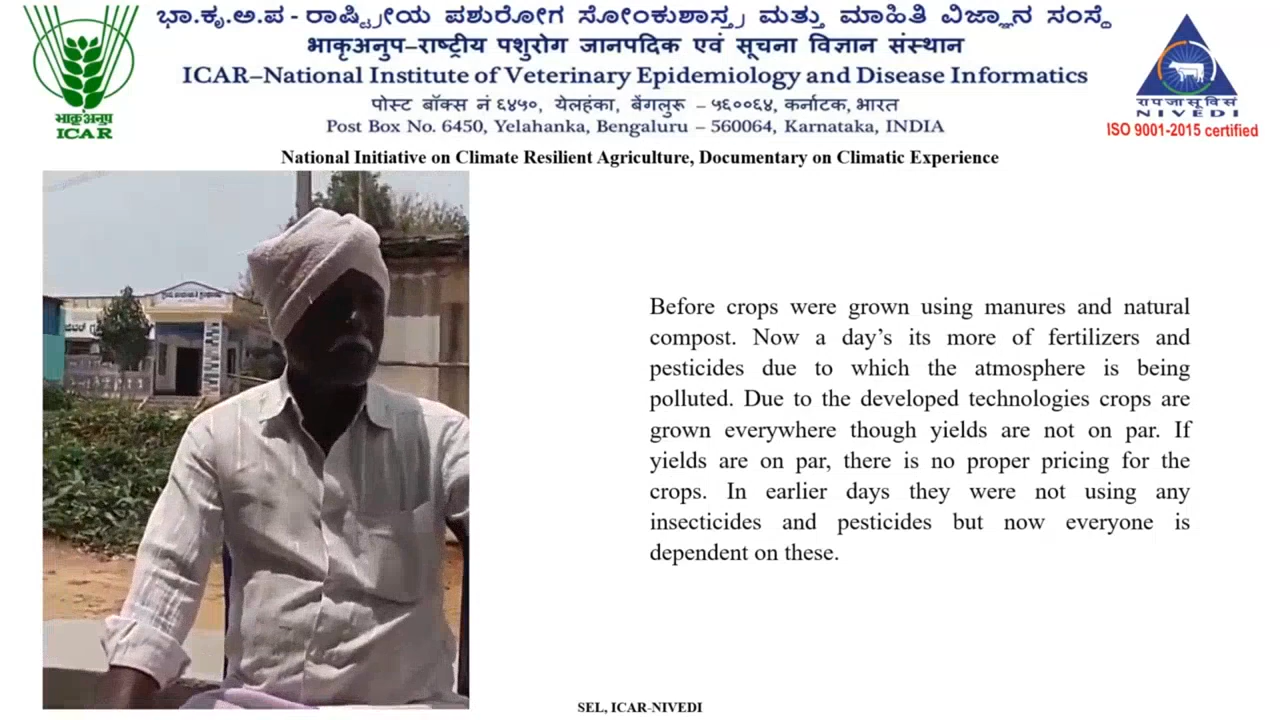 ಭಾ.ಕೃ.ಅ.ಪ - ರಾಷ್ಟ್ರೀಯ ಪಶುರೋಗ ಸೋಂಕುಶಾಸ್ತ್ರ ಮತ್ತು ಮಾಹಿತಿ ವಿಜ್ಞಾನ ಸಂಸ್ಥೆ
भाकृअनुप–राष्ट्रीय पशुरोग जानपदिक एवं सूचना विज्ञान संस्थान
ICAR–National Institute of Veterinary Epidemiology and Disease Informatics
पोस्ट बॉक्स नं ६४५०, येलहंका, बेंगलुरू – ५६००६४, कर्नाटक, भारत
Post Box No. 6450, Yelahanka, Bengaluru – 560064, Karnataka, INDIA
भाकृअनुप
ICAR
रा प जा सू वि सं
N I V E D I
ISO 9001-2015 certified
National Initiative on Climate Resilient Agriculture, Documentary on Climatic Experience
Before crops were grown using manures and natural
compost. Now a day’s its more of fertilizers and
pesticides due to which the atmosphere is being
polluted. Due to the developed technologies crops are
grown everywhere though yields are not on par. If
yields are on par, there is no proper pricing for the
crops. In earlier days they were not using any
insecticides and pesticides but now everyone is
dependent on these.
SEL, ICAR-NIVEDI